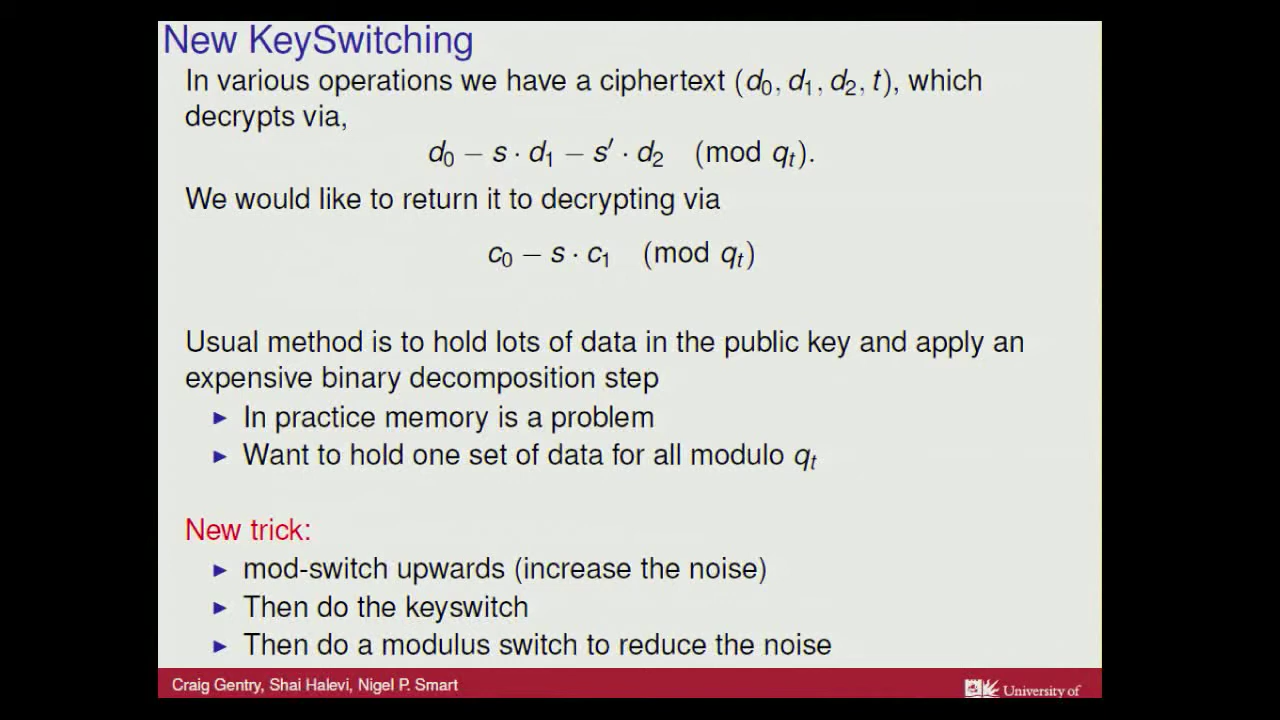 New KeySwitching
In various operations we have a ciphertext (d₀, d₁, d₂, t), which
decrypts via,
d₀ − s · d₁ − s′ · d₂ (mod qₜ).
We would like to return it to decrypting via
c₀ − s · c₁ (mod qₜ)
Usual method is to hold lots of data in the public key and apply an
expensive binary decomposition step
► In practice memory is a problem
► Want to hold one set of data for all modulo qₜ
New trick:
► mod-switch upwards (increase the noise)
► Then do the keyswitch
► Then do a modulus switch to reduce the noise
Craig Gentry, Shai Halevi, Nigel P. Smart
University of